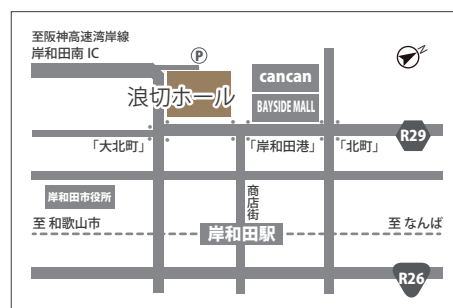 至阪神高速湾岸線
岸和田南 IC
P
Z
cancan
浪切ホール
BAYSIDE MALL
R29
「大北町」
「岸和田港」
「北町」
岸和田市役所
商店街
至 和歌山市
至 なんば
岸和田駅
R26